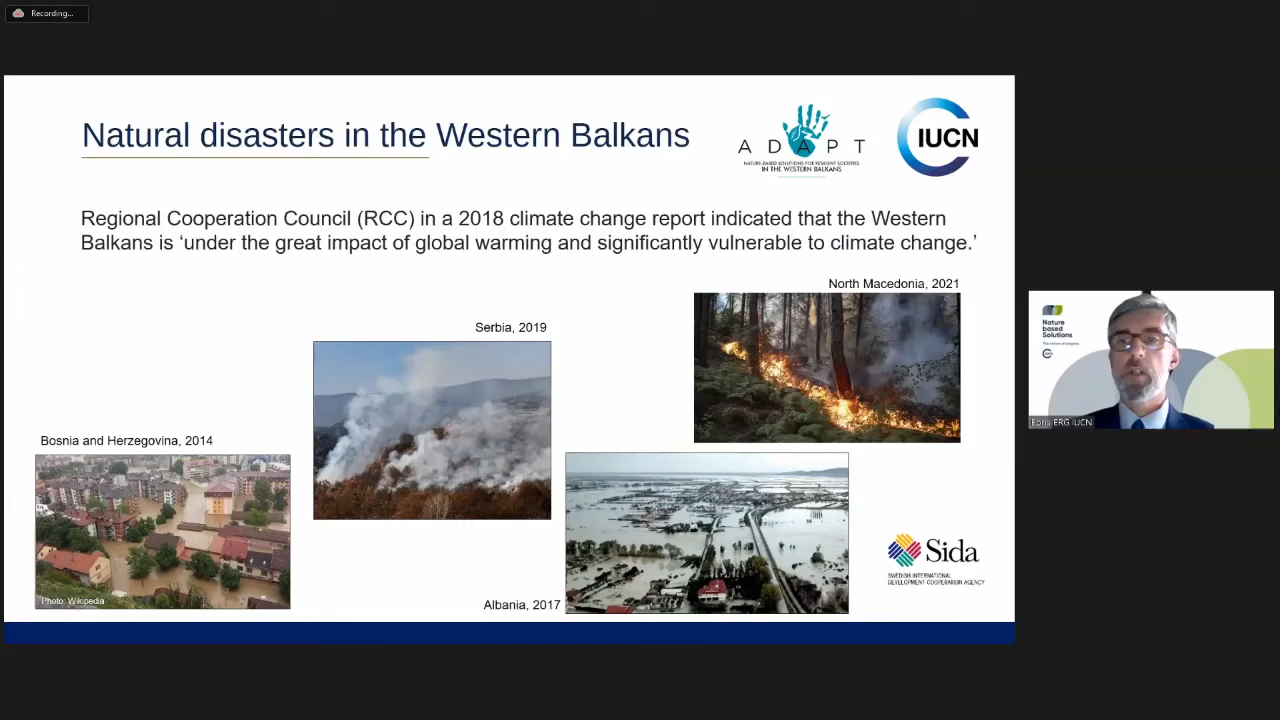 Recording...
Natural disasters in the Western Balkans
A D A P T
NATURE-BASED SOLUTIONS FOR RESILIENT SOCIETIES
IN THE WESTERN BALKANS
IUCN
Regional Cooperation Council (RCC) in a 2018 climate change report indicated that the Western
Balkans is ‘under the great impact of global warming and significantly vulnerable to climate change.’
North Macedonia, 2021
Serbia, 2019
Bosnia and Herzegovina, 2014
Photo: Wikipedia
Albania, 2017
Sida
SWEDISH INTERNATIONAL
DEVELOPMENT COOPERATION AGENCY
Nature
based
Solutions
ERG IUCN